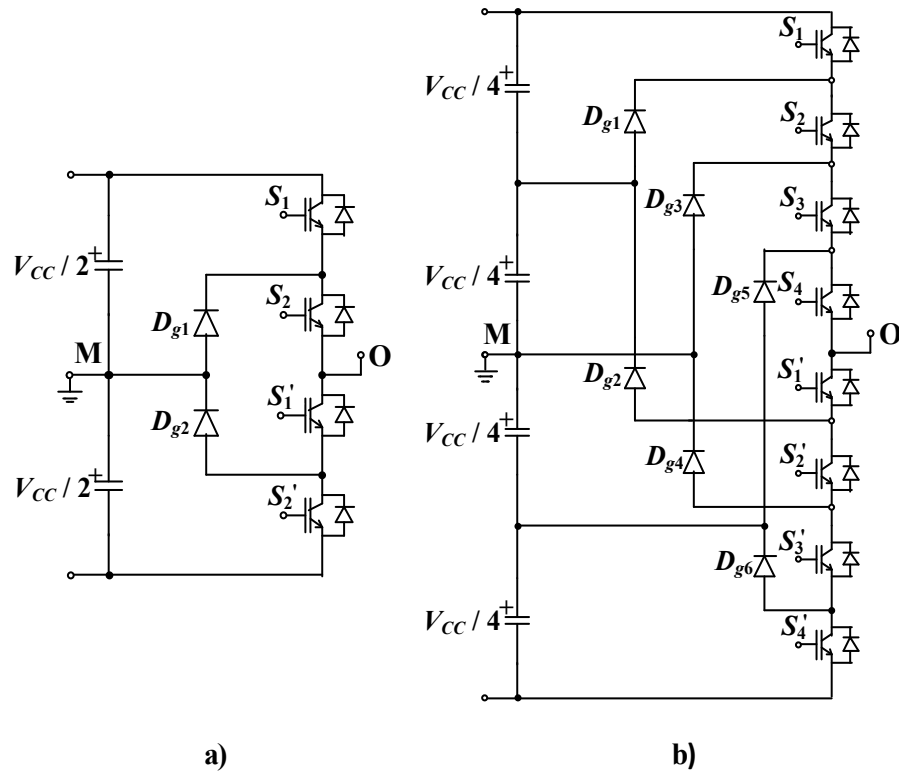 S1
VCC / 2
+
S2
Dg1
M
O
S1'
Dg2
VCC / 2
+
S2'
a)
S1
VCC / 4
+
Dg1
S2
Dg3
S3
VCC / 4
+
Dg5
S4
M
O
Dg2
S1'
VCC / 4
+
Dg4
S2'
S3'
Dg6
VCC / 4
+
S4'
b)